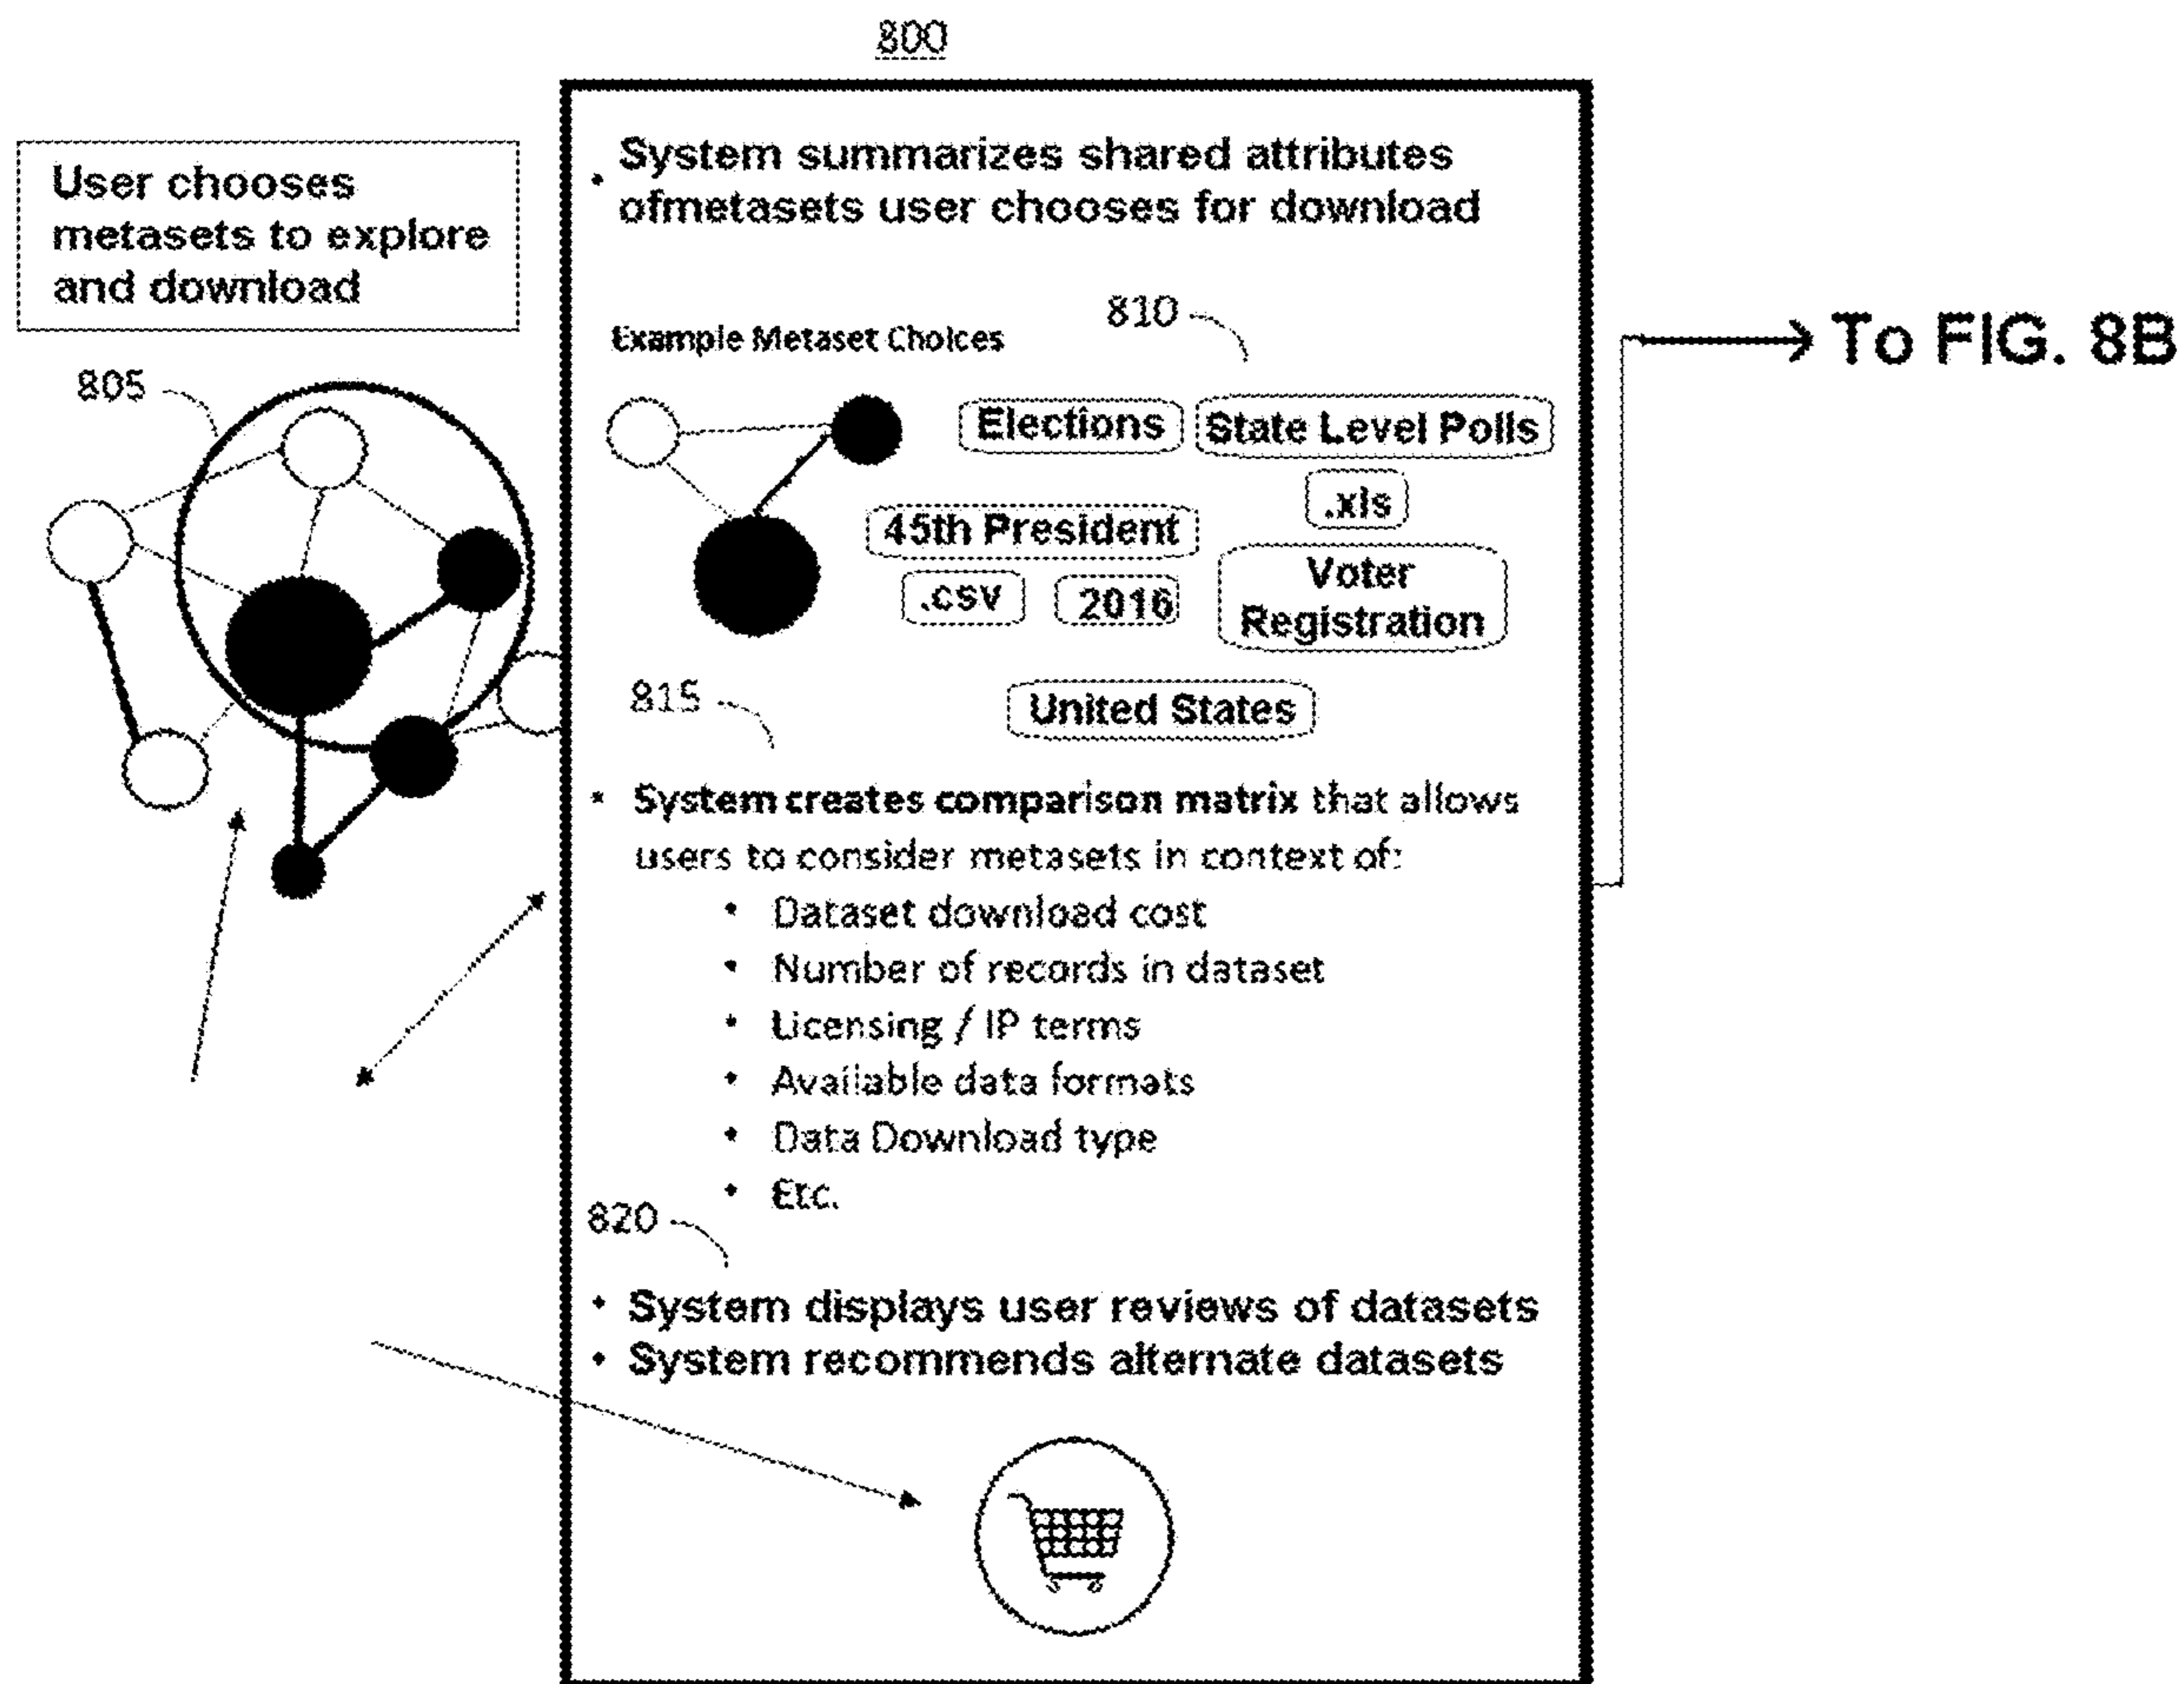 800
User chooses
metasets to explore
and download
805
• System summarizes shared attributes
ofmetasets user chooses for download
Example Metaset Choices
810
Elections
State Level Polls
.xls
45th President
.csv
2016
Voter
Registration
United States
815
• System creates comparison matrix that allows
users to consider metasets in context of:
• Dataset download cost
• Number of records in dataset
• Licensing / IP terms
• Available data formats
• Data Download type
• Etc.
820
• System displays user reviews of datasets
• System recommends alternate datasets
To FIG. 8B